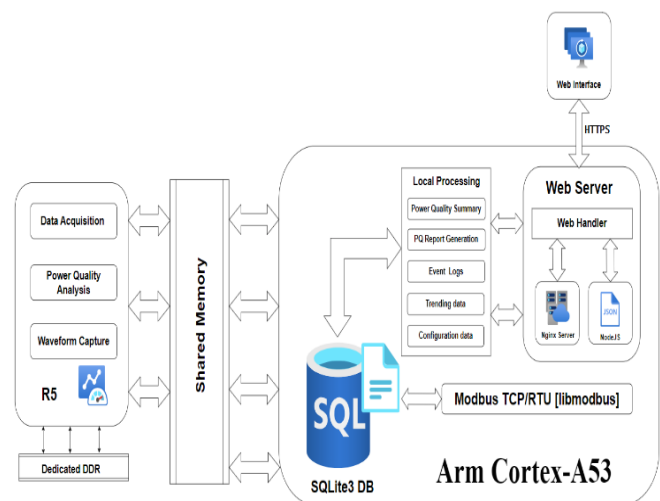 Web Interface
HTTPS
Data Acquisition
Power Quality
Analysis
Waveform Capture
R5
Dedicated DDR
Shared Memory
Local Processing
Power Quality Summary
PQ Report Generation
Event Logs
Trending data
Configuration data
Web Server
Web Handler
Nginx Server
JSON
NodeJS
SQL
SQLite3 DB
Modbus TCP/RTU [libmodbus]
Arm Cortex-A53